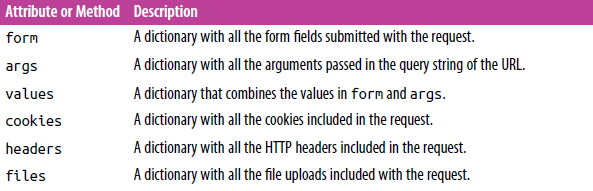 Attribute or Method Description
form A dictionary with all the form fields submitted with the request.
args A dictionary with all the arguments passed in the query string of the URL.
values A dictionary that combines the values in form and args.
cookies A dictionary with all the cookies included in the request.
headers A dictionary with all the HTTP headers included in the request.
files A dictionary with all the file uploads included with the request.